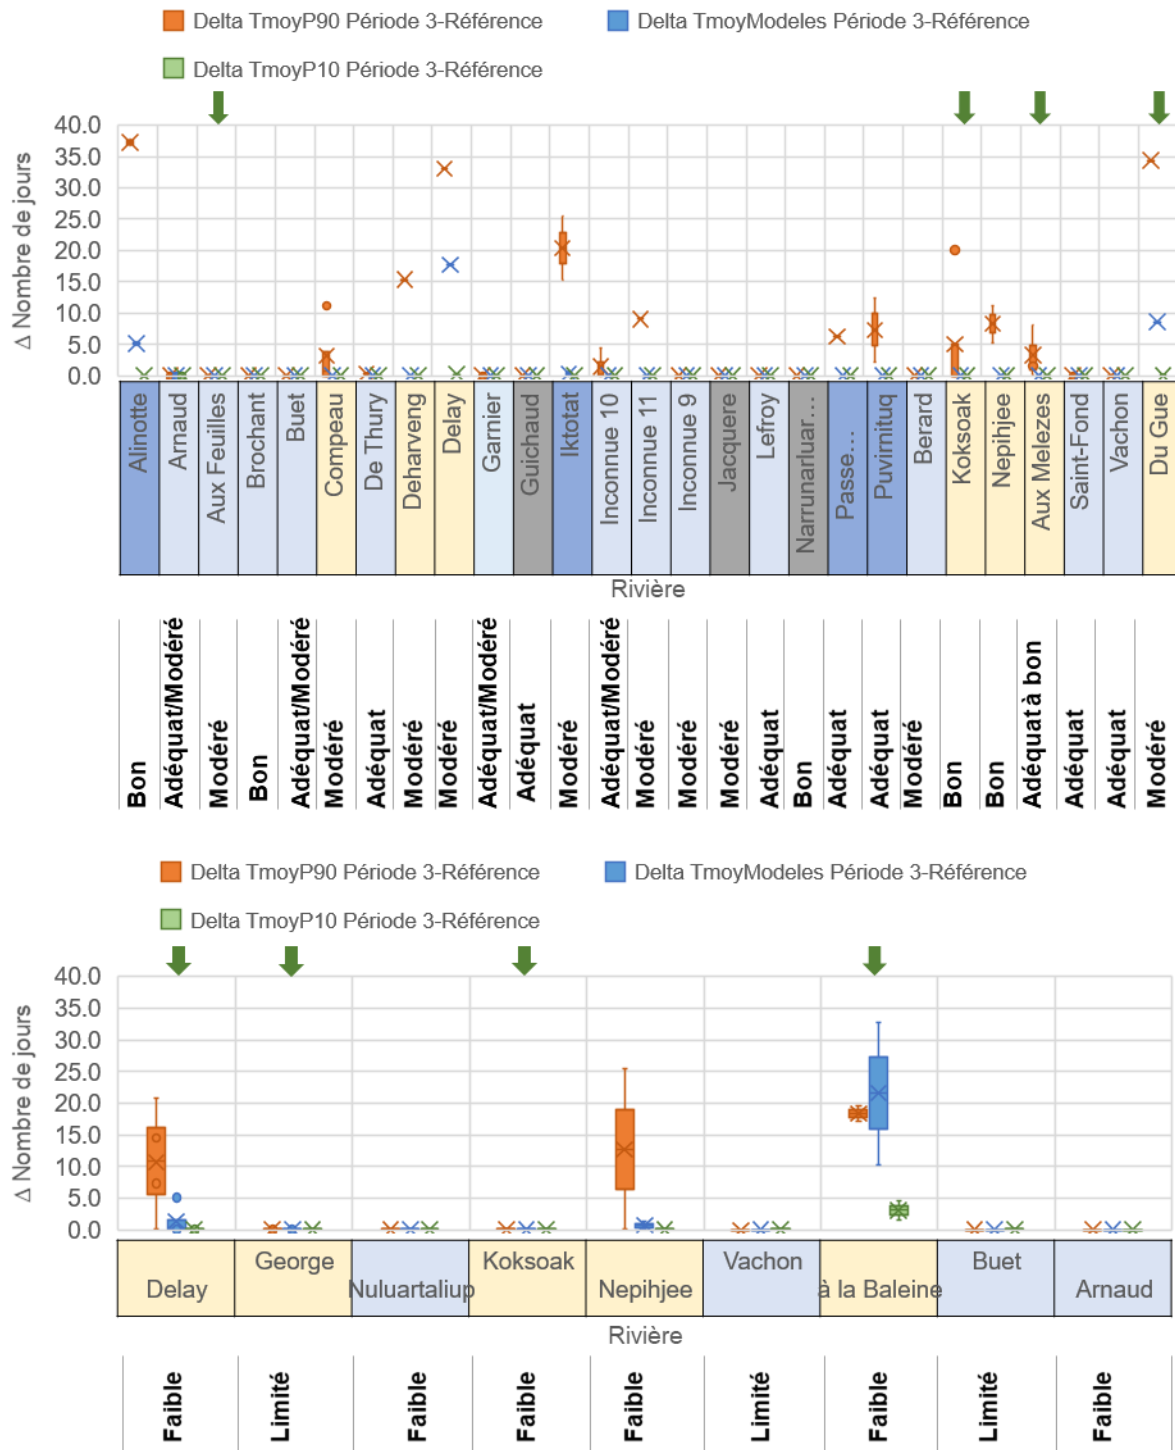 Delta TmoyP90 Période 3-Référence
Delta TmoyModeles Période 3-Référence
Delta TmoyP10 Période 3-Référence
Δ Nombre de jours
40.0
35.0
30.0
25.0
20.0
15.0
10.0
5.0
0.0
Alinotte
Arnaud
Aux Feuilles
Brochant
Buet
Compeau
De Thury
Deharveng
Delay
Garnier
Guichaud
Iktotat
Inconnue 10
Inconnue 11
Inconnue 9
Jacquere
Lefroy
Narrunarluar…
Passe…
Puvirnituq
Berard
Koksoak
Nepihjee
Aux Melezes
Saint-Fond
Vachon
Du Gue
Rivière
Bon
Adéquat/Modéré
Modéré
Bon
Adéquat/Modéré
Modéré
Adéquat
Modéré
Modéré
Adéquat/Modéré
Adéquat
Modéré
Adéquat/Modéré
Modéré
Modéré
Modéré
Adéquat
Bon
Adéquat
Adéquat
Modéré
Bon
Bon
Adéquat à bon
Adéquat
Adéquat
Modéré
Delta TmoyP90 Période 3-Référence
Delta TmoyModeles Période 3-Référence
Delta TmoyP10 Période 3-Référence
Δ Nombre de jours
40.0
35.0
30.0
25.0
20.0
15.0
10.0
5.0
0.0
Delay
George
Nuluartaliup
Koksoak
Nepihjee
Vachon
à la Baleine
Buet
Arnaud
Rivière
Faible
Limité
Faible
Faible
Faible
Limité
Faible
Limité
Faible